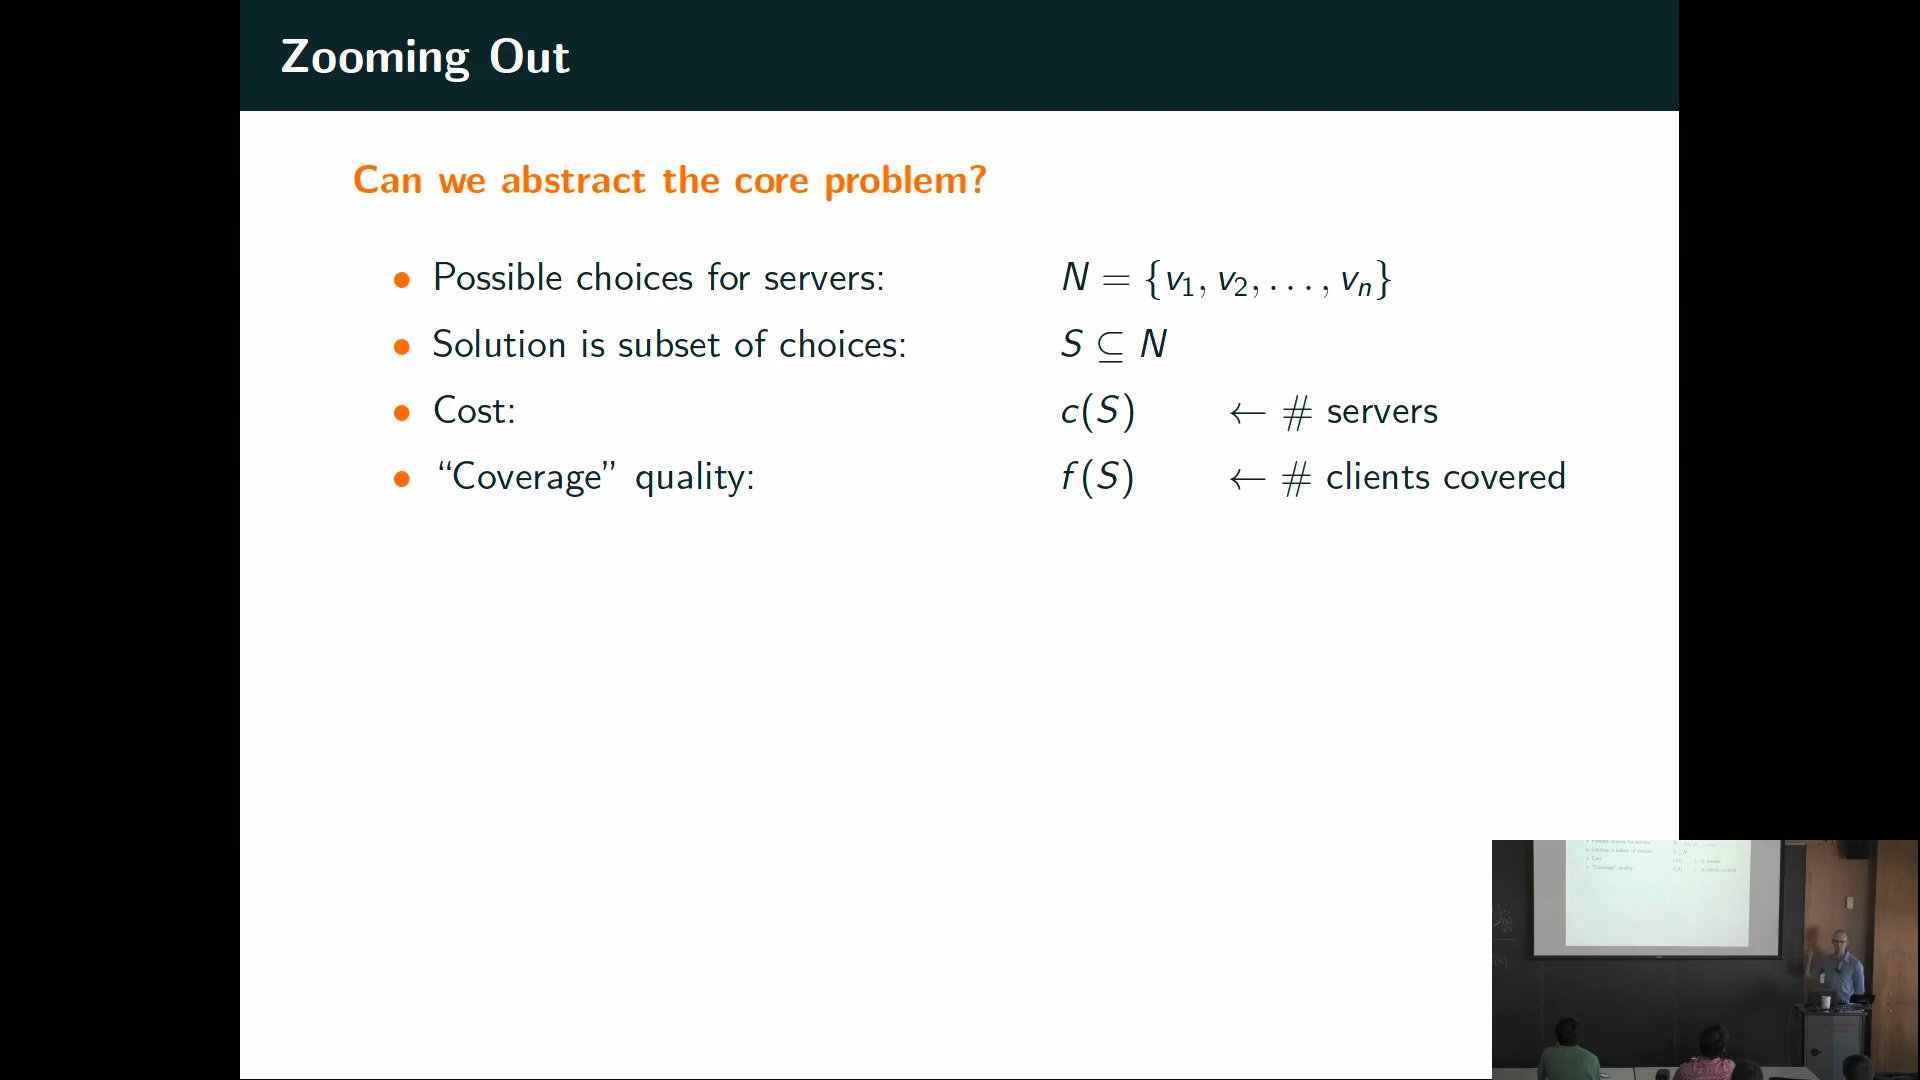 Zooming Out
Can we abstract the core problem?
• Possible choices for servers: N = {v₁, v₂, . . . , vₙ}
• Solution is subset of choices: S ⊆ N
• Cost: c(S) ← # servers
• “Coverage” quality: f(S) ← # clients covered